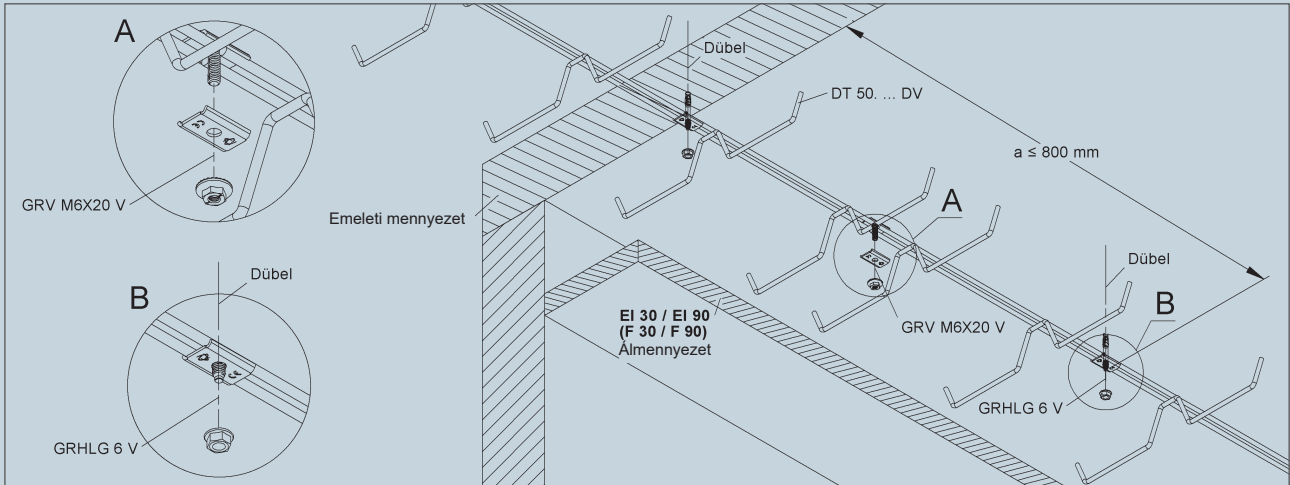 A
GRV M6X20 V
Dübel
B
GRHLG 6 V
Emeleti mennyezet
Dübel
DT 50. ... DV
a ≤ 800 mm
A
GRV M6X20 V
EI 30 / EI 90
(F 30 / F 90)
Álmennyezet
Dübel
B
GRHLG 6 V